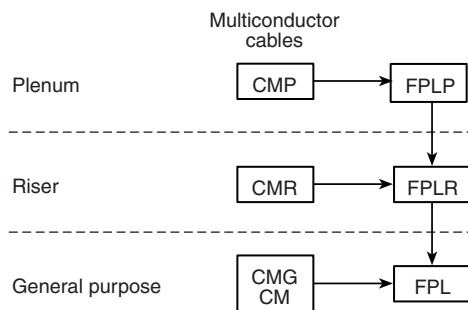 Multiconductor
cables
Plenum
CMP
FPLP
Riser
CMR
FPLR
General purpose
CMG
CM
FPL